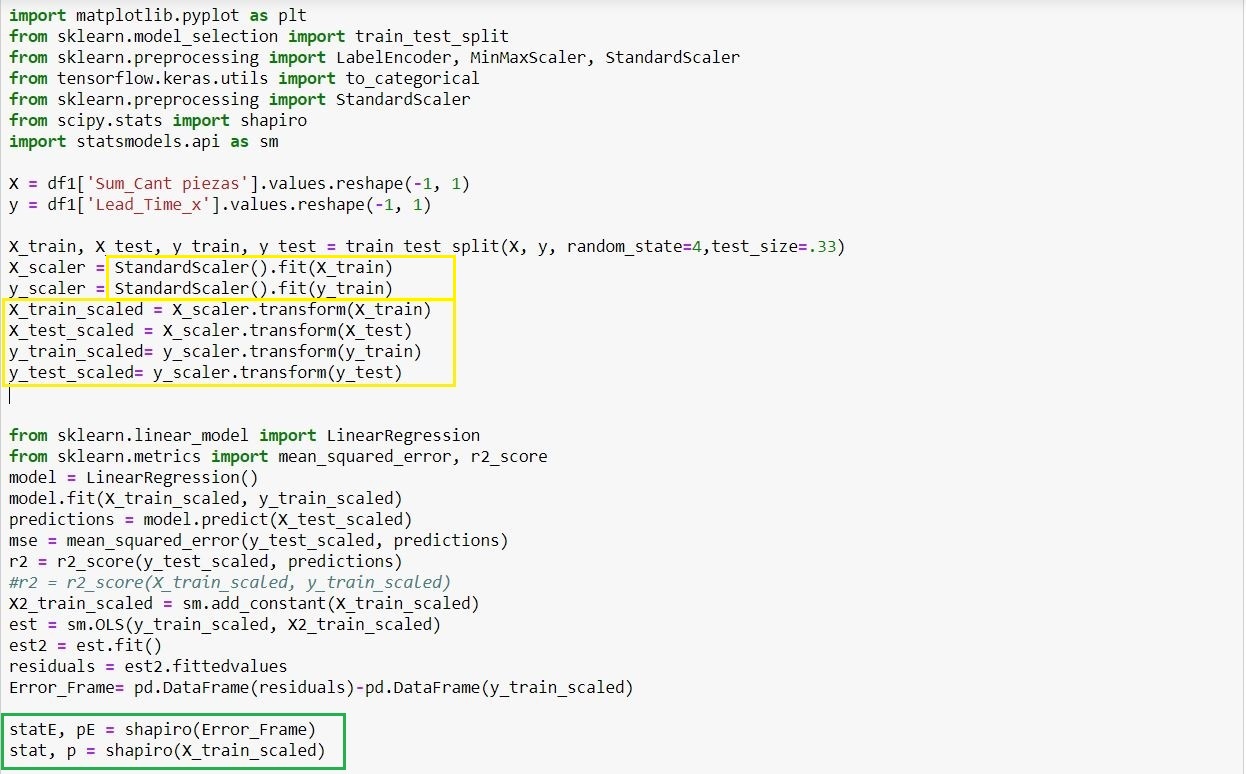 import matplotlib.pyplot as plt
from sklearn.model_selection import train_test_split
from sklearn.preprocessing import LabelEncoder, MinMaxScaler, StandardScaler
from tensorflow.keras.utils import to_categorical
from sklearn.preprocessing import StandardScaler
from scipy.stats import shapiro
import statsmodels.api as sm
X = df1['Sum_Cant piezas'].values.reshape(-1, 1)
y = df1['Lead_Time_x'].values.reshape(-1, 1)
X_train, X_test, y_train, y_test = train_test_split(X, y, random_state=4,test_size=.33)
X_scaler = StandardScaler().fit(X_train)
y_scaler = StandardScaler().fit(y_train)
X_train_scaled = X_scaler.transform(X_train)
X_test_scaled = X_scaler.transform(X_test)
y_train_scaled= y_scaler.transform(y_train)
y_test_scaled= y_scaler.transform(y_test)
from sklearn.linear_model import LinearRegression
from sklearn.metrics import mean_squared_error, r2_score
model = LinearRegression()
model.fit(X_train_scaled, y_train_scaled)
predictions = model.predict(X_test_scaled)
mse = mean_squared_error(y_test_scaled, predictions)
r2 = r2_score(y_test_scaled, predictions)
#r2 = r2_score(X_train_scaled, y_train_scaled)
X2_train_scaled = sm.add_constant(X_train_scaled)
est = sm.OLS(y_train_scaled, X2_train_scaled)
est2 = est.fit()
residuals = est2.fittedvalues
Error_Frame= pd.DataFrame(residuals)-pd.DataFrame(y_train_scaled)
statE, pE = shapiro(Error_Frame)
stat, p = shapiro(X_train_scaled)